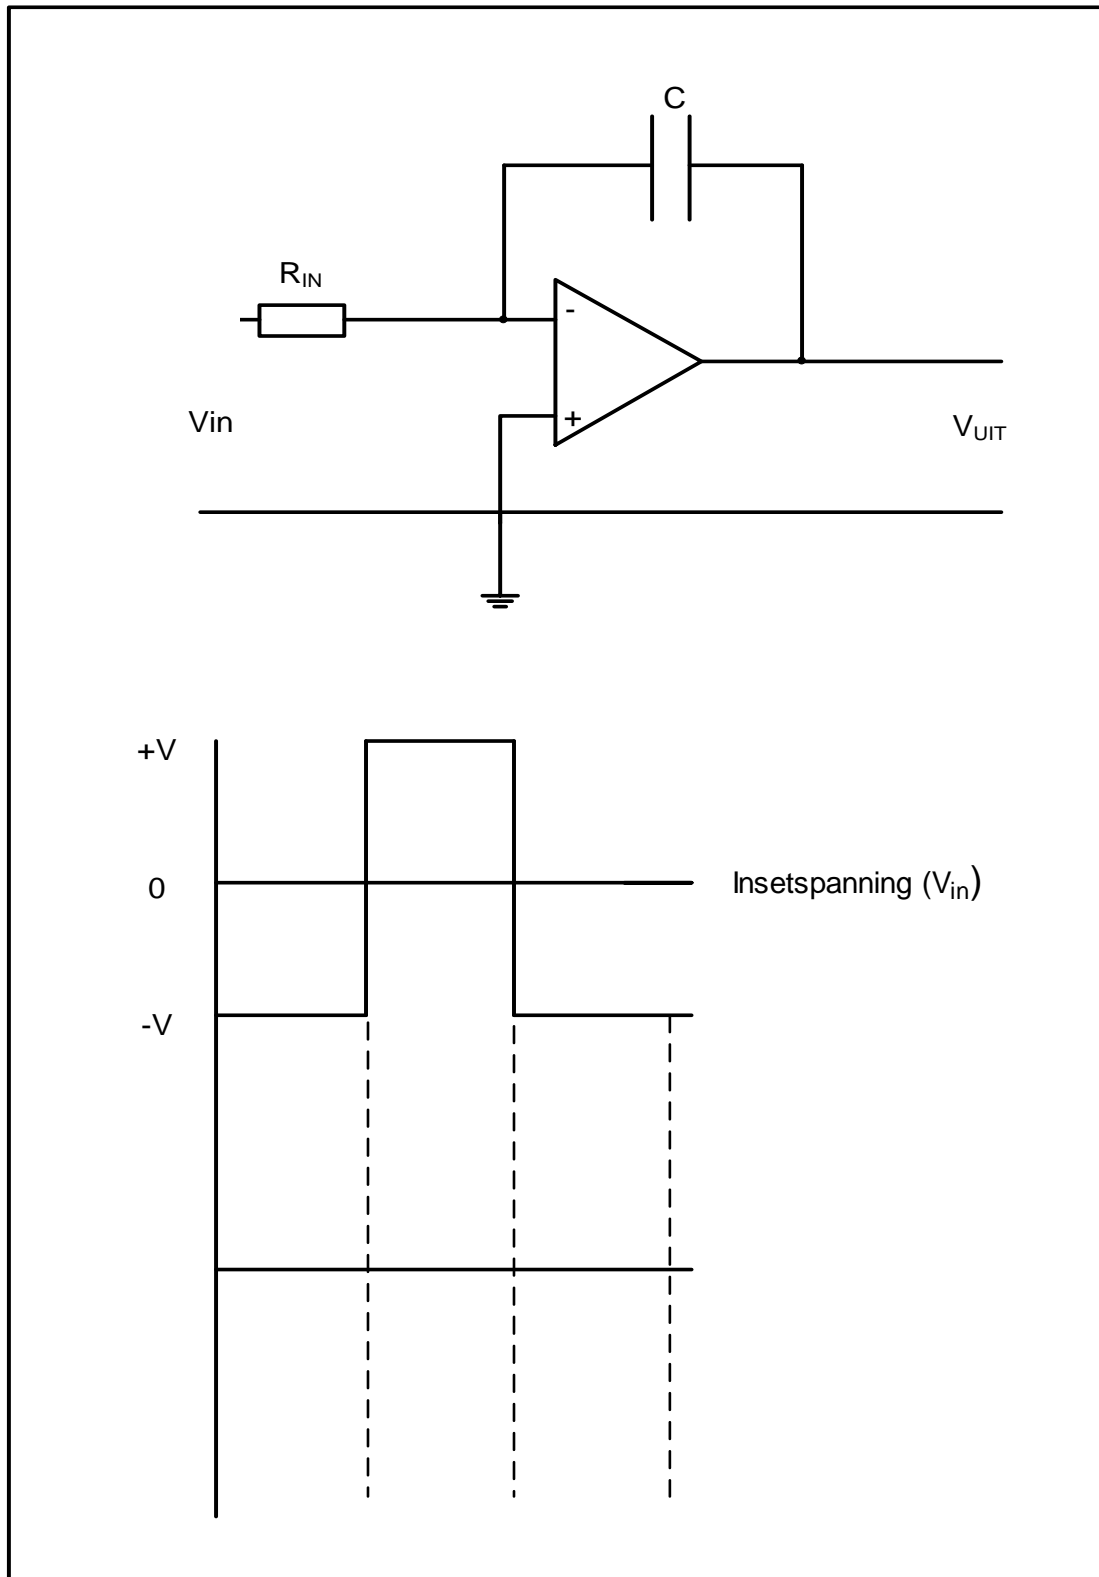 C
R_IN
-
+
Vin
V_UIT
+V
0
Insetspanning (V_in)
-V